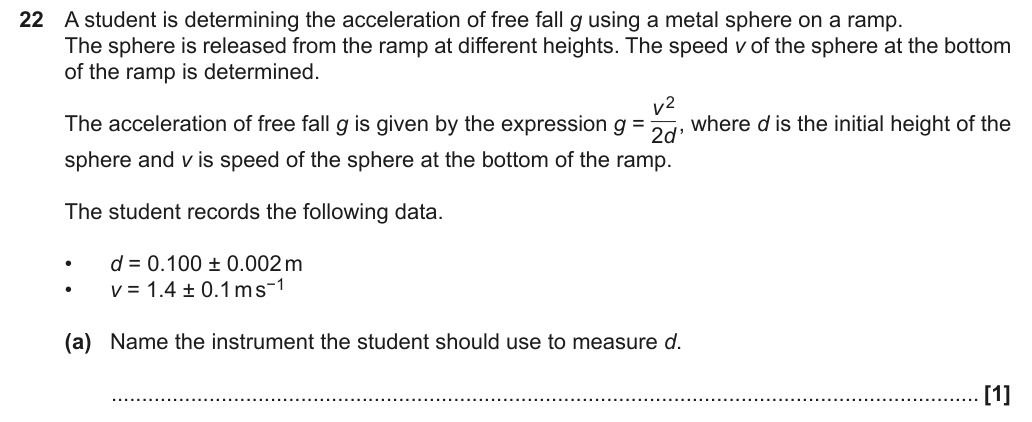 22 A student is determining the acceleration of free fall g using a metal sphere on a ramp.
The sphere is released from the ramp at different heights. The speed v of the sphere at the bottom
of the ramp is determined.
The acceleration of free fall g is given by the expression g = v²/2d, where d is the initial height of the
sphere and v is speed of the sphere at the bottom of the ramp.
The student records the following data.
• d = 0.100 ± 0.002 m
• v = 1.4 ± 0.1 m s⁻¹
(a) Name the instrument the student should use to measure d.
.......................................................................................................................................... [1]